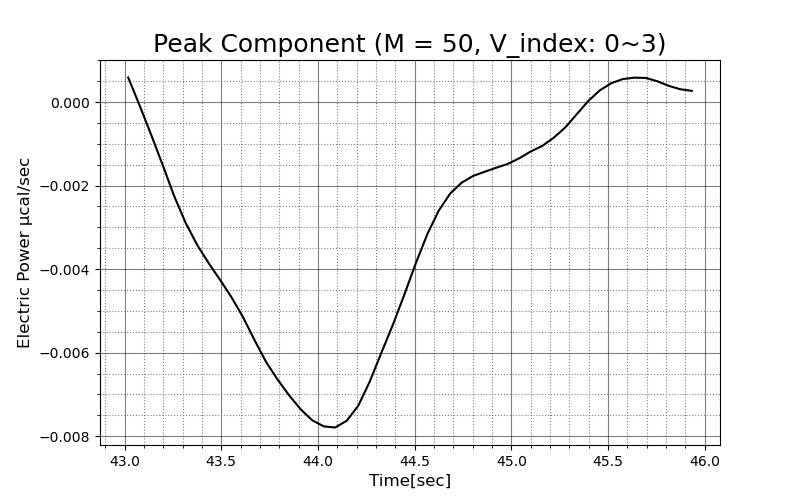 Peak Component (M = 50, V_index: 0~3)
Electric Power μcal/sec
0.000
−0.002
−0.004
−0.006
−0.008
43.0 43.5 44.0 44.5 45.0 45.5 46.0
Time[sec]